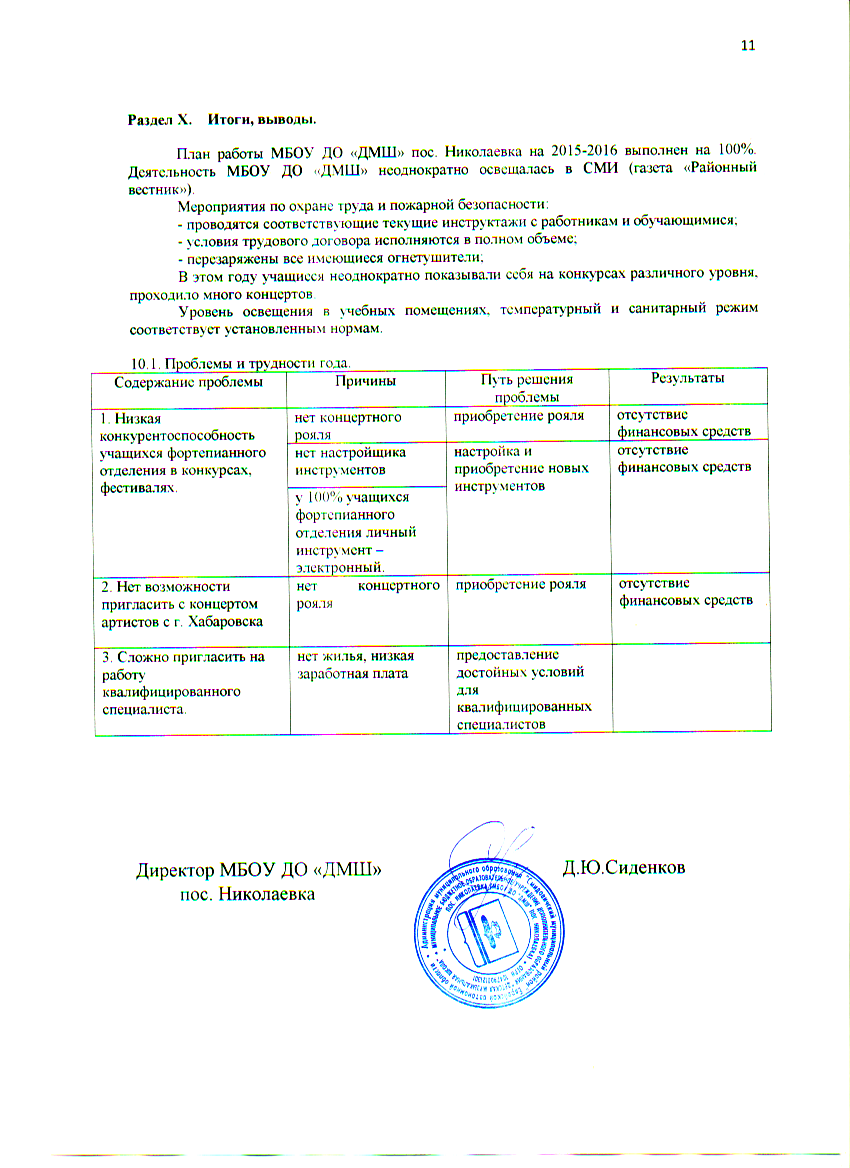 11
Раздел X. Итоги, выводы.
План работы МБОУ ДО «ДМШ» пос. Николаевка на 2015-2016 выполнен на 100%.
Деятельность МБОУ ДО «ДМШ» неоднократно освещалась в СМИ (газета «Районный
вестник»).
Мероприятия по охране труда и пожарной безопасности:
- проводятся соответствующие текущие инструктажи с работникам и обучающимися;
- условия трудового договора исполняются в полном объеме;
- перезаряжены все имеющиеся огнетушители;
В этом году учащиеся неоднократно показывали себя на конкурсах различного уровня,
проходило много концертов.
Уровень освещения в учебных помещениях, температурный и санитарный режим
соответствует установленным нормам.
10.1. Проблемы и трудности года.
Содержание проблемы
Причины
Путь решения
проблемы
Результаты
1. Низкая
конкурентоспособность
учащихся фортепианного
отделения в конкурсах,
фестивалях.
нет концертного
рояля
приобретение рояля
отсутствие
финансовых средств
нет настройщика
инструментов
настройка и
приобретение новых
инструментов
отсутствие
финансовых средств
у 100% учащихся
фортепианного
отделения личный
инструмент –
электронный.
2. Нет возможности
пригласить с концертом
артистов с г. Хабаровска
нет концертного
рояля
приобретение рояля
отсутствие
финансовых средств
3. Сложно пригласить на
работу
квалифицированного
специалиста.
нет жилья, низкая
заработная плата
предоставление
достойных условий
для
квалифицированных
специалистов
Директор МБОУ ДО «ДМШ»
пос. Николаевка
Д.Ю.Сиденков